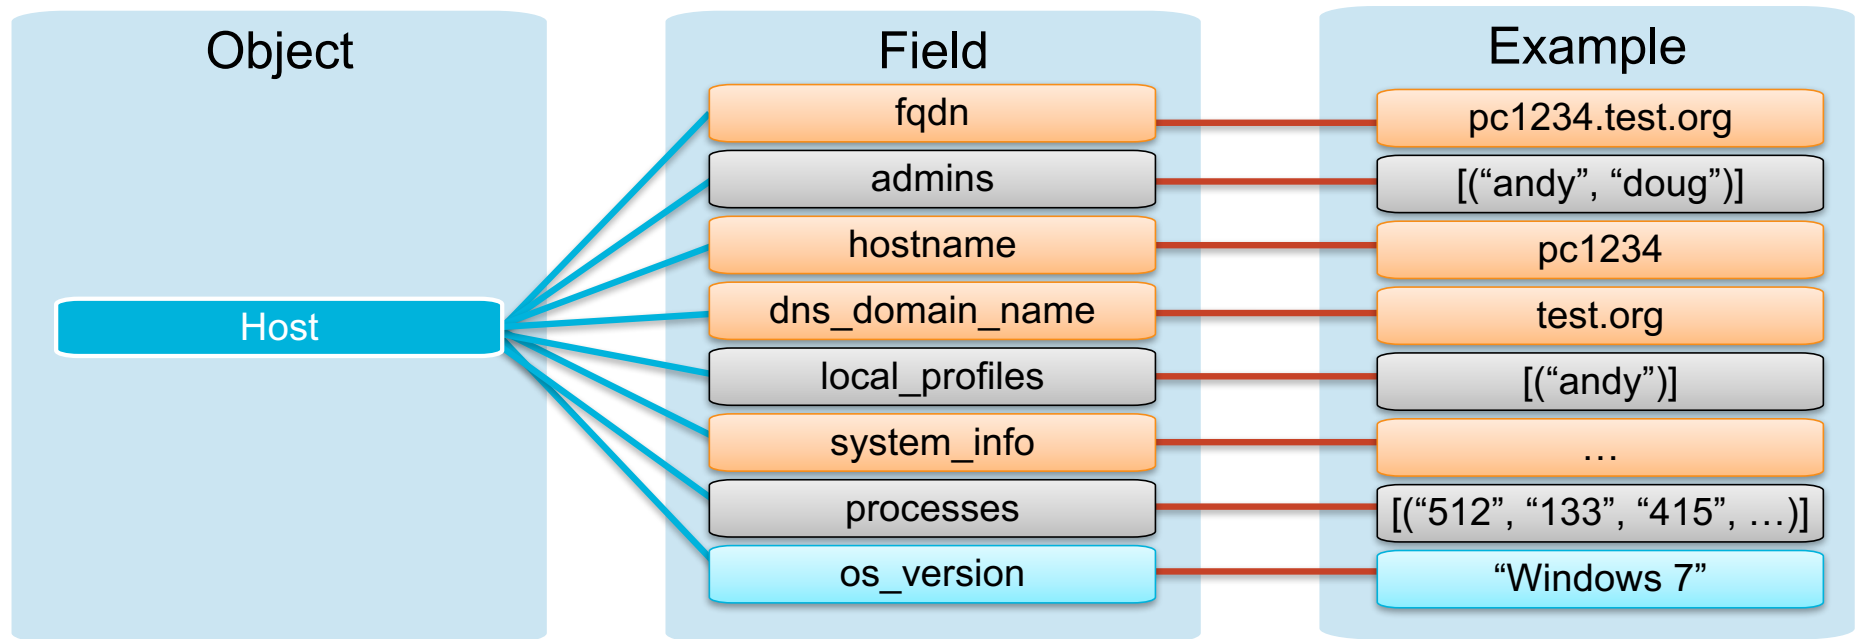 Object
Field
Example
Host
fqdn
pc1234.test.org
admins
[(“andy”, “doug”)]
hostname
pc1234
dns_domain_name
test.org
local_profiles
[(“andy”)]
system_info
…
processes
[(“512”, “133”, “415”, …)]
os_version
“Windows 7”